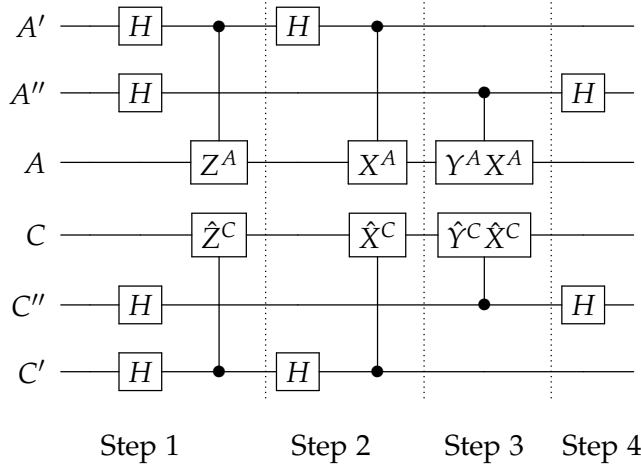 A′ H H
A″ H H
A Z^A X^A Y^A X^A
C Ẑ^C X̂^C Ŷ^C X̂^C
C″ H H
C′ H H
Step 1 Step 2 Step 3 Step 4